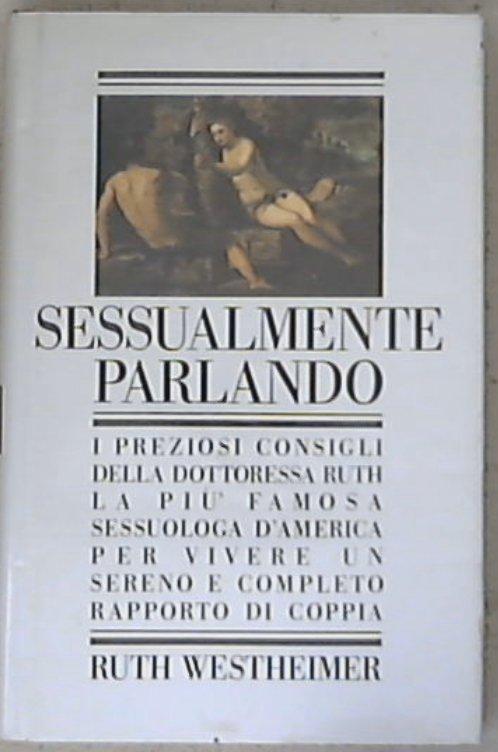 SESSUALMENTE
PARLANDO
I PREZIOSI CONSIGLI
DELLA DOTTORESSA RUTH
LA PIU' FAMOSA
SESSUOLOGA D'AMERICA
PER VIVERE UN
SERENO E COMPLETO
RAPPORTO DI COPPIA
RUTH WESTHEIMER